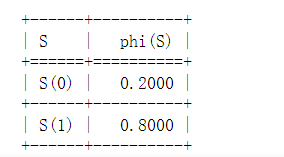 +------+----------+
| S    |   phi(S) |
+======+==========+
| S(0) |   0.2000 |
+------+----------+
| S(1) |   0.8000 |
+------+----------+